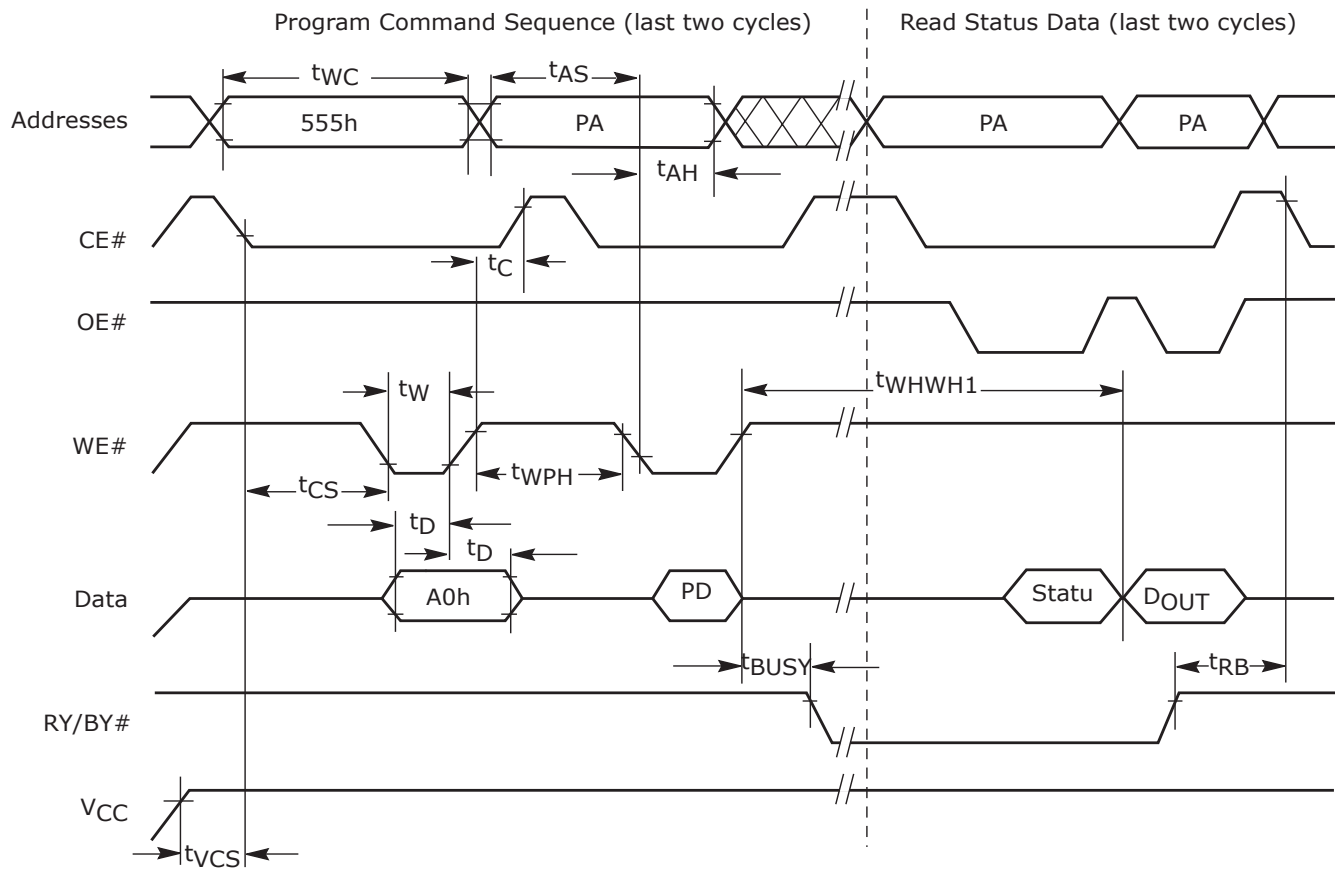 Program Command Sequence (last two cycles)
Read Status Data (last two cycles)
tWC
tAS
Addresses
555h
PA
PA
PA
tAH
CE#
tC
OE#
tW
tWHWH1
WE#
tWPH
tCS
tD
tD
Data
A0h
PD
Statu
DOUT
tBUSY
tRB
RY/BY#
VCC
tVCS